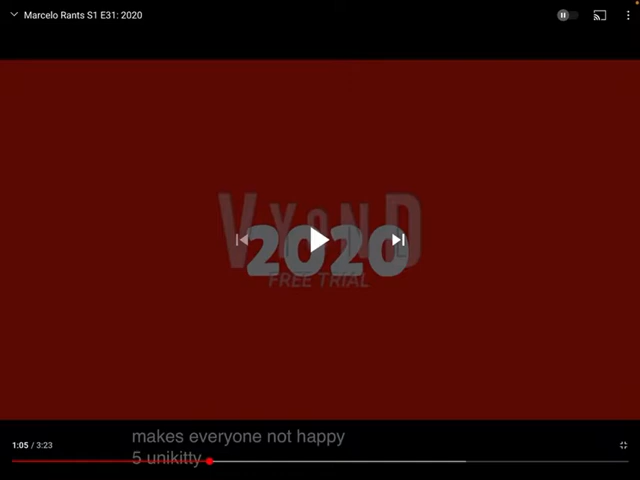 Marcelo Rants S1 E31: 2020
VYOND
2020
FREE TRIAL
makes everyone not happy
5 unikitty
1:05 / 3:23